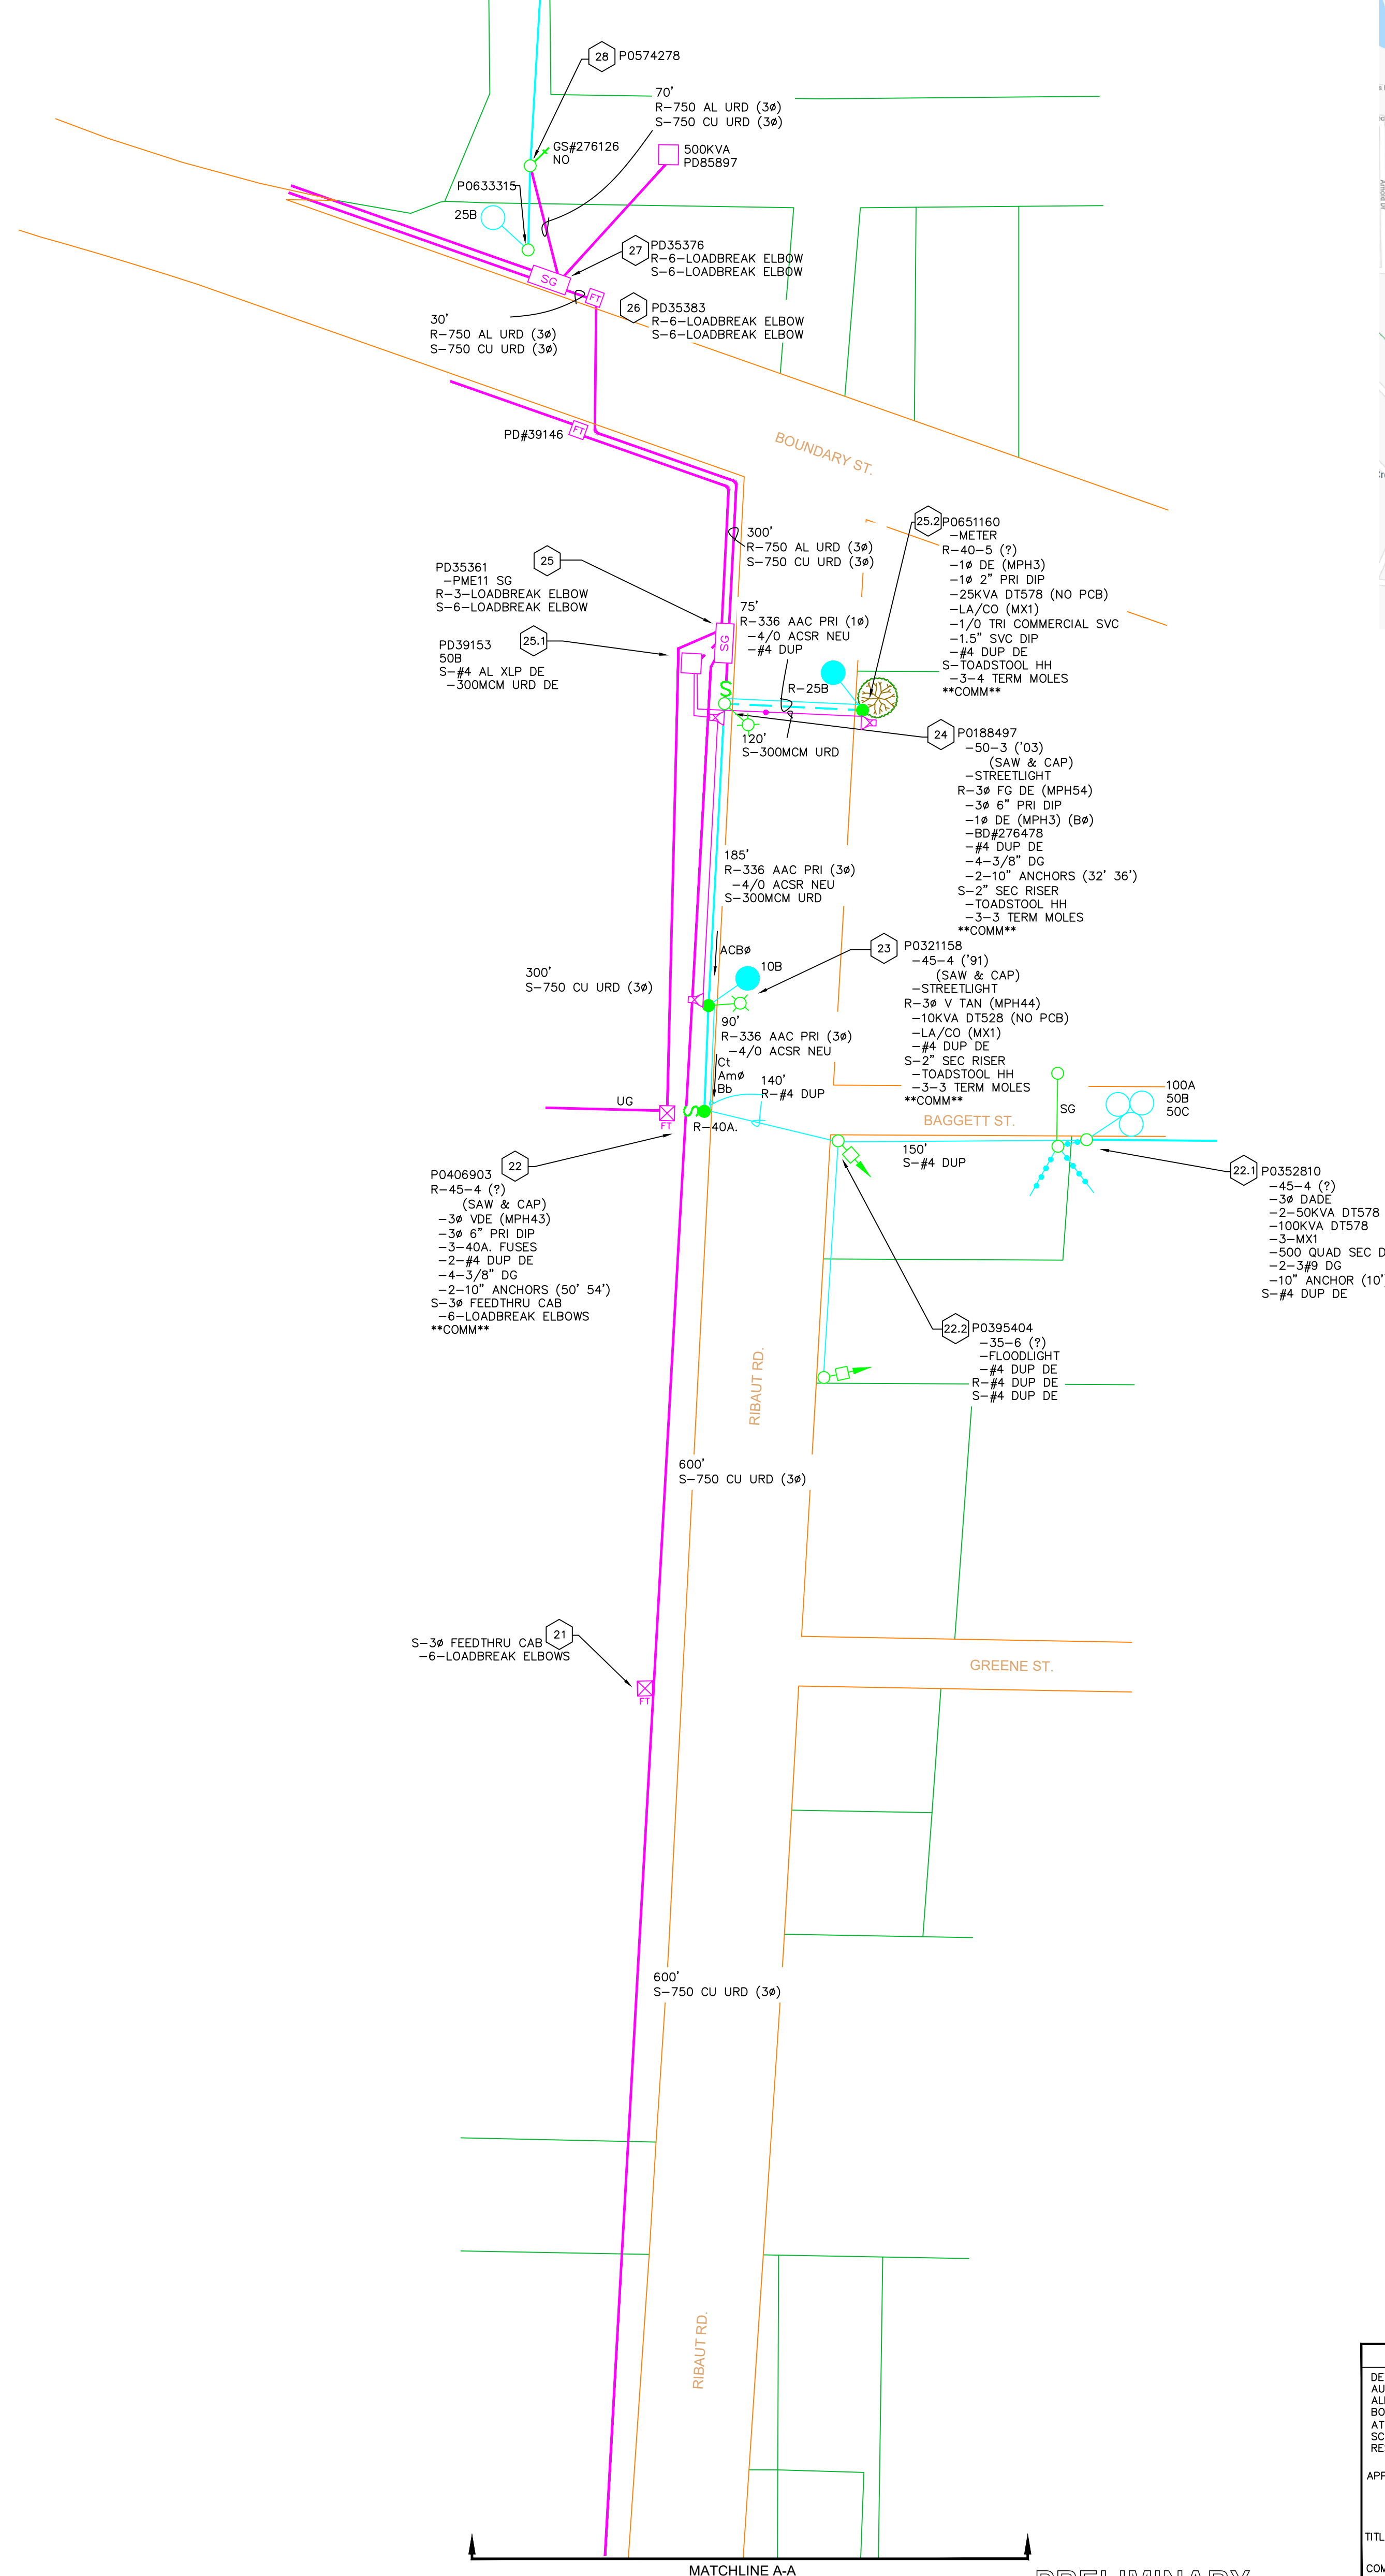 28 P0574278
70'
R-750 AL URD (3ø)
S-750 CU URD (3ø)
GS#276126
NO
500KVA
PD85897
P0633315
25B
27 PD35376
R-6-LOADBREAK ELBOW
S-6-LOADBREAK ELBOW
SG
FT
26 PD35383
R-6-LOADBREAK ELBOW
S-6-LOADBREAK ELBOW
30'
R-750 AL URD (3ø)
S-750 CU URD (3ø)
PD#39146
FT
BOUNDARY ST.
300'
R-750 AL URD (3ø)
S-750 CU URD (3ø)
25.2 P0651160
-METER
R-40-5 (?)
-1ø DE (MPH3)
-1ø 2" PRI DIP
-25KVA DT578 (NO PCB)
-LA/CO (MX1)
-1/0 TRI COMMERCIAL SVC
-1.5" SVC DIP
-#4 DUP DE
S-TOADSTOOL HH
-3-4 TERM MOLES
**COMM**
25
PD35361
-PME11 SG
R-3-LOADBREAK ELBOW
S-6-LOADBREAK ELBOW
75'
R-336 AAC PRI (1ø)
-4/0 ACSR NEU
-#4 DUP
SG
25.1
PD39153
50B
S-#4 AL XLP DE
-300MCM URD DE
S
R-25B
120'
S-300MCM URD
24 P0188497
-50-3 ('03)
(SAW & CAP)
-STREETLIGHT
R-3ø FG DE (MPH54)
-3ø 6" PRI DIP
-1ø DE (MPH3) (Bø)
-BD#276478
-#4 DUP DE
-4-3/8" DG
-2-10" ANCHORS (32' 36')
S-2" SEC RISER
-TOADSTOOL HH
-3-3 TERM MOLES
**COMM**
185'
R-336 AAC PRI (3ø)
-4/0 ACSR NEU
S-300MCM URD
ACBø
10B
23 P0321158
-45-4 ('91)
(SAW & CAP)
-STREETLIGHT
R-3ø V TAN (MPH44)
-10KVA DT528 (NO PCB)
-LA/CO (MX1)
-#4 DUP DE
S-2" SEC RISER
-TOADSTOOL HH
-3-3 TERM MOLES
**COMM**
300'
S-750 CU URD (3ø)
90'
R-336 AAC PRI (3ø)
-4/0 ACSR NEU
Ct
Amø
Bb
140'
R-#4 DUP
UG
FT
S
R-40A.
BAGGETT ST.
SG
100A
50B
50C
150'
S-#4 DUP
22
P0406903
R-45-4 (?)
(SAW & CAP)
-3ø VDE (MPH43)
-3ø 6" PRI DIP
-3-40A. FUSES
-2-#4 DUP DE
-4-3/8" DG
-2-10" ANCHORS (50' 54')
S-3ø FEEDTHRU CAB
-6-LOADBREAK ELBOWS
**COMM**
22.1 P0352810
-45-4 (?)
-3ø DADE
-2-50KVA DT578
-100KVA DT578
-3-MX1
-500 QUAD SEC D
-2-3#9 DG
-10" ANCHOR (10'
S-#4 DUP DE
22.2 P0395404
-35-6 (?)
-FLOODLIGHT
-#4 DUP DE
R-#4 DUP DE
S-#4 DUP DE
RIBAUT RD.
600'
S-750 CU URD (3ø)
21
S-3ø FEEDTHRU CAB
-6-LOADBREAK ELBOWS
FT
GREENE ST.
600'
S-750 CU URD (3ø)
RIBAUT RD.
DE
AU
AL
BO
AT
SC
RE
APP
TITL
COM
MATCHLINE A-A
PRELIMINARY